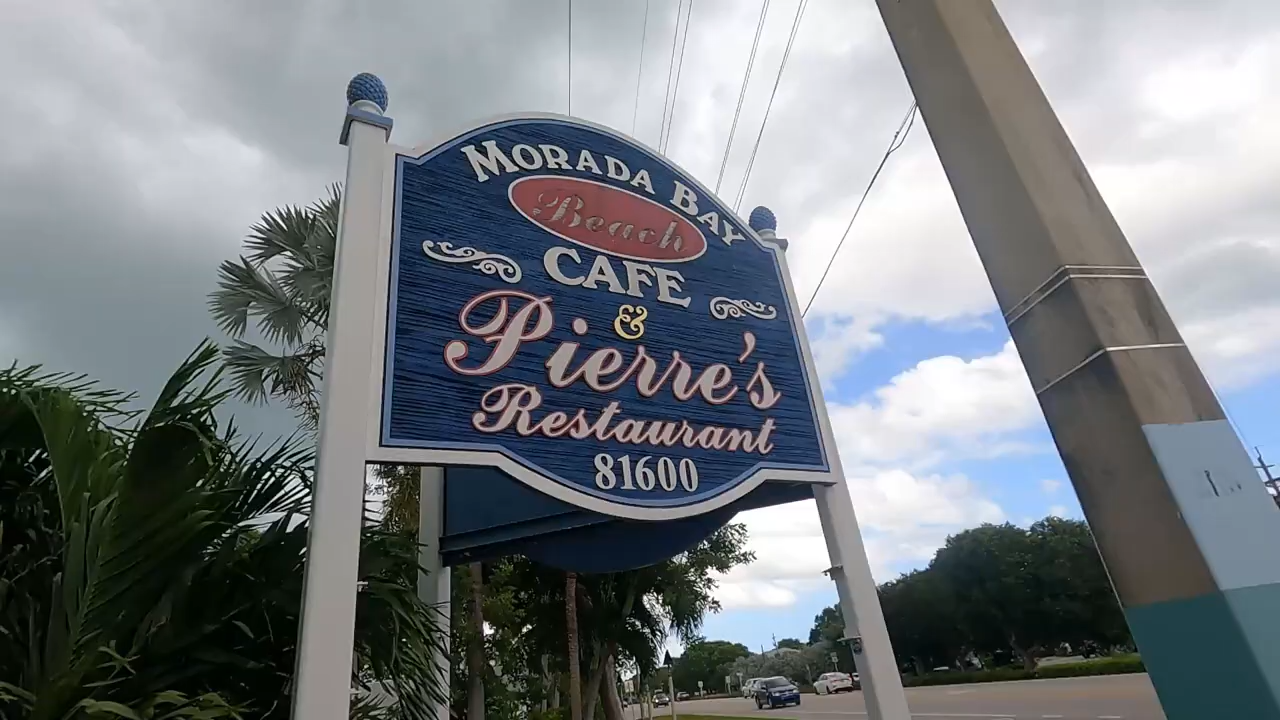 MORADA BAY
Beach
CAFE
&
Pierre's
Restaurant
81600